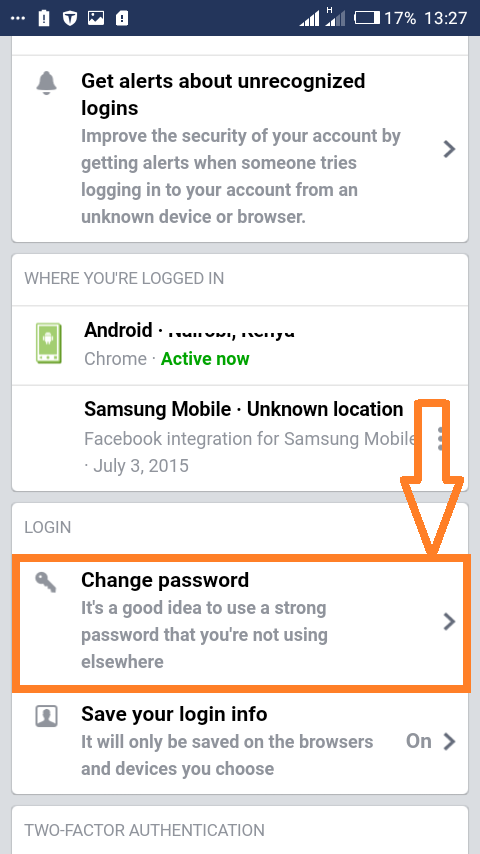 H 17% 13:27
Get alerts about unrecognized
logins
Improve the security of your account by
getting alerts when someone tries
logging in to your account from an
unknown device or browser.
WHERE YOU'RE LOGGED IN
Android ·
Chrome · Active now
Samsung Mobile · Unknown location
Facebook integration for Samsung Mobile
· July 3, 2015
LOGIN
Change password
It's a good idea to use a strong
password that you're not using
elsewhere
Save your login info
It will only be saved on the browsers
and devices you choose
On
TWO-FACTOR AUTHENTICATION